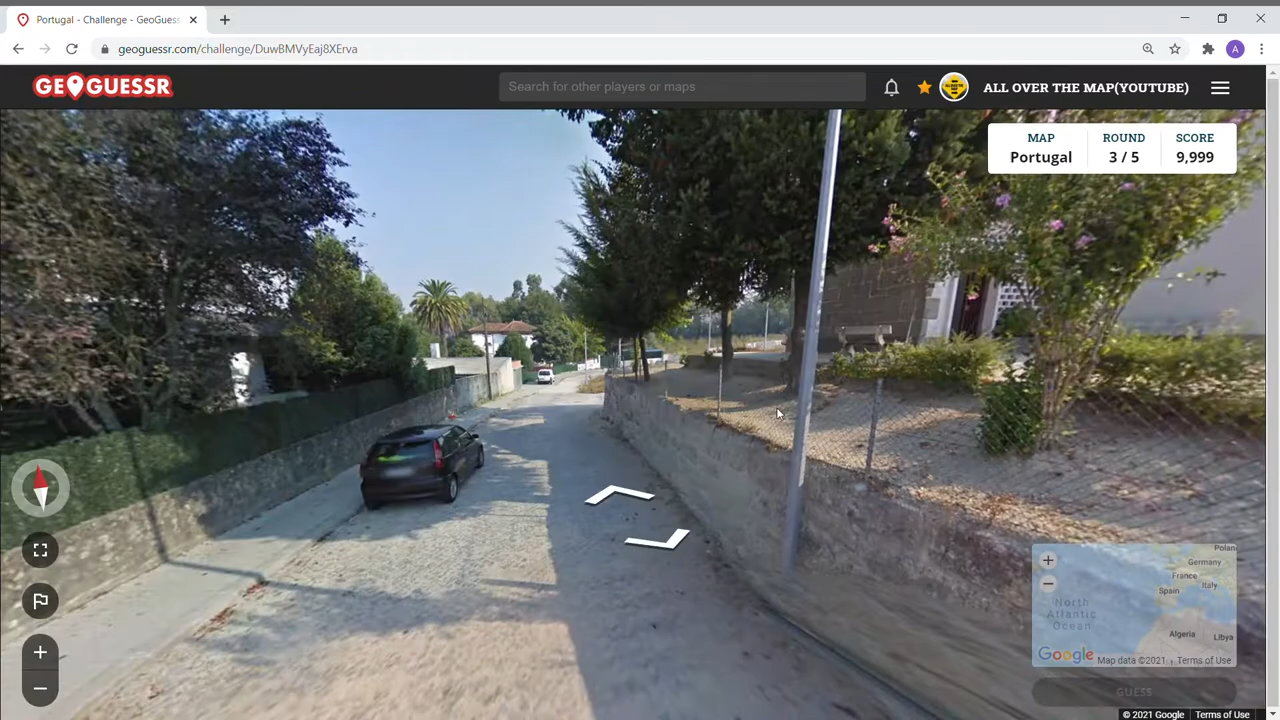 Portugal - Challenge - GeoGuess
geoguessr.com/challenge/DuwBMVyEaj8XErva
A
GEOGUESSR
Search for other players or maps
ALL OVER THE MAP(YOUTUBE)
MAP ROUND SCORE
Portugal 3 / 5 9,999
Poland
Germany
France
Italy
Spain
North
Atlantic
Ocean
Algeria
Libya
Google Map data ©2021 Terms of Use
GUESS
© 2021 Google Terms of Use